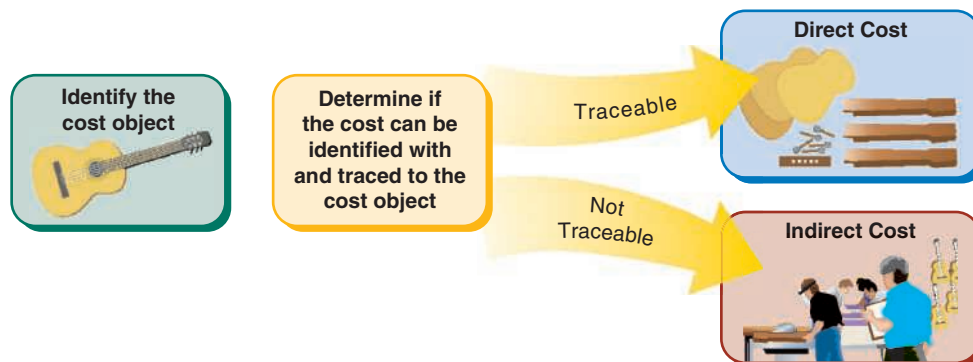 Identify the
cost object
Determine if
the cost can be
identified with
and traced to the
cost object
Traceable
Not
Traceable
Direct Cost
Indirect Cost